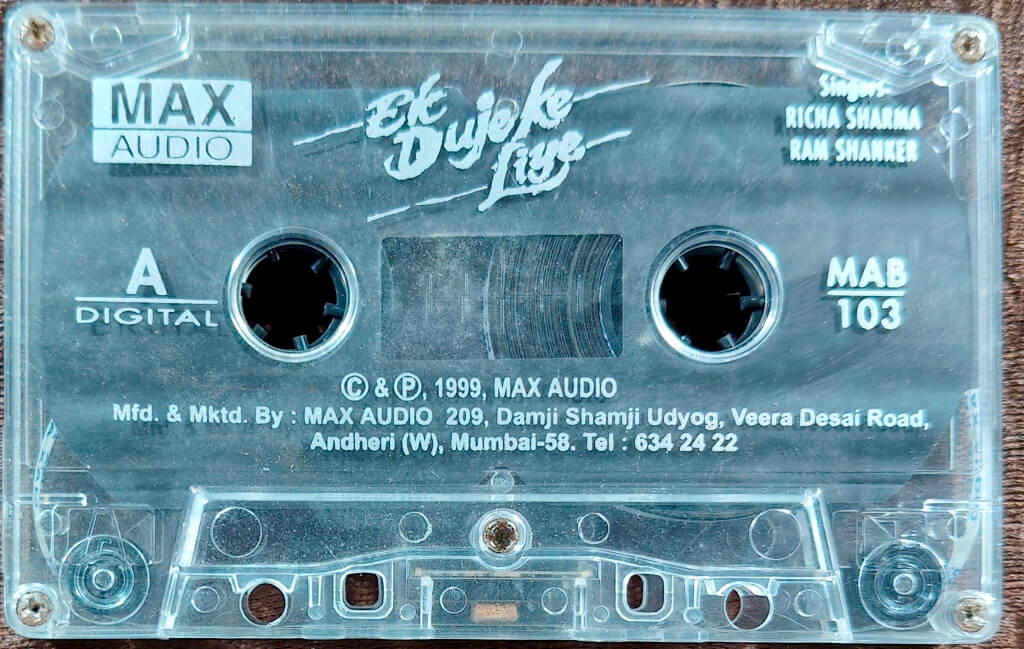 MAX
AUDIO
Ek
Duje ke
Liye
Singers:
RICHA SHARMA
RAM SHANKER
A
DIGITAL
MAB
103
© & ℗, 1999, MAX AUDIO
Mfd. & Mktd. By : MAX AUDIO 209, Damji Shamji Udyog, Veera Desai Road,
Andheri (W), Mumbai-58. Tel : 634 24 22